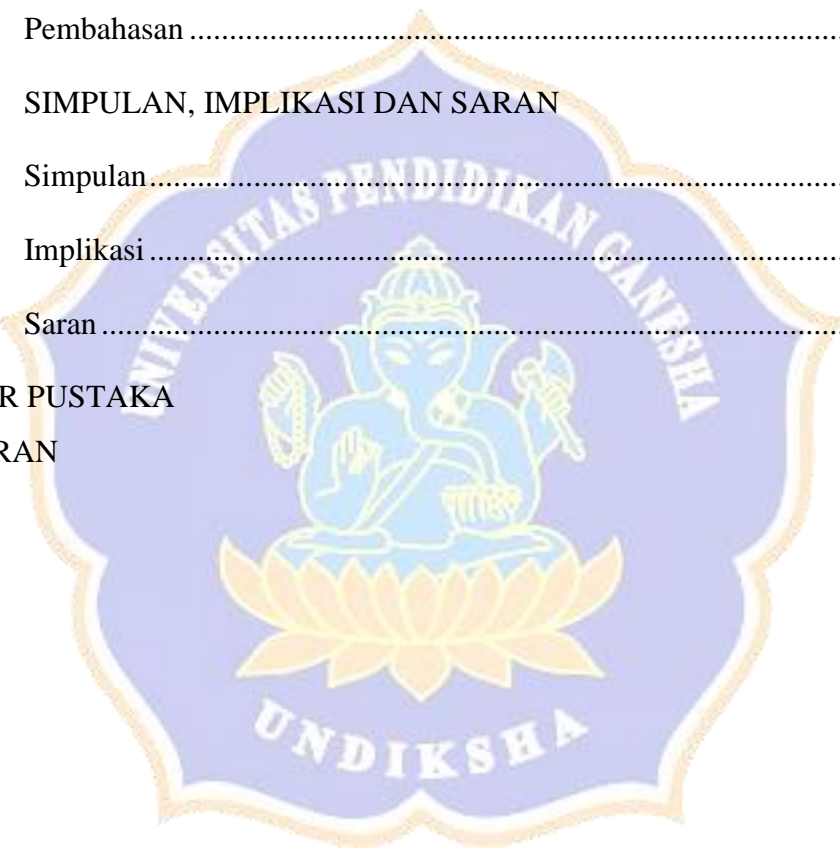 Pembahasan ................................................................................
SIMPULAN, IMPLIKASI DAN SARAN
Simpulan.....................................................................................
Implikasi .....................................................................................
Saran ...........................................................................................
R PUSTAKA
RAN
UNIVERSITAS PENDIDIKAN GANESHA
UNDIKSHA